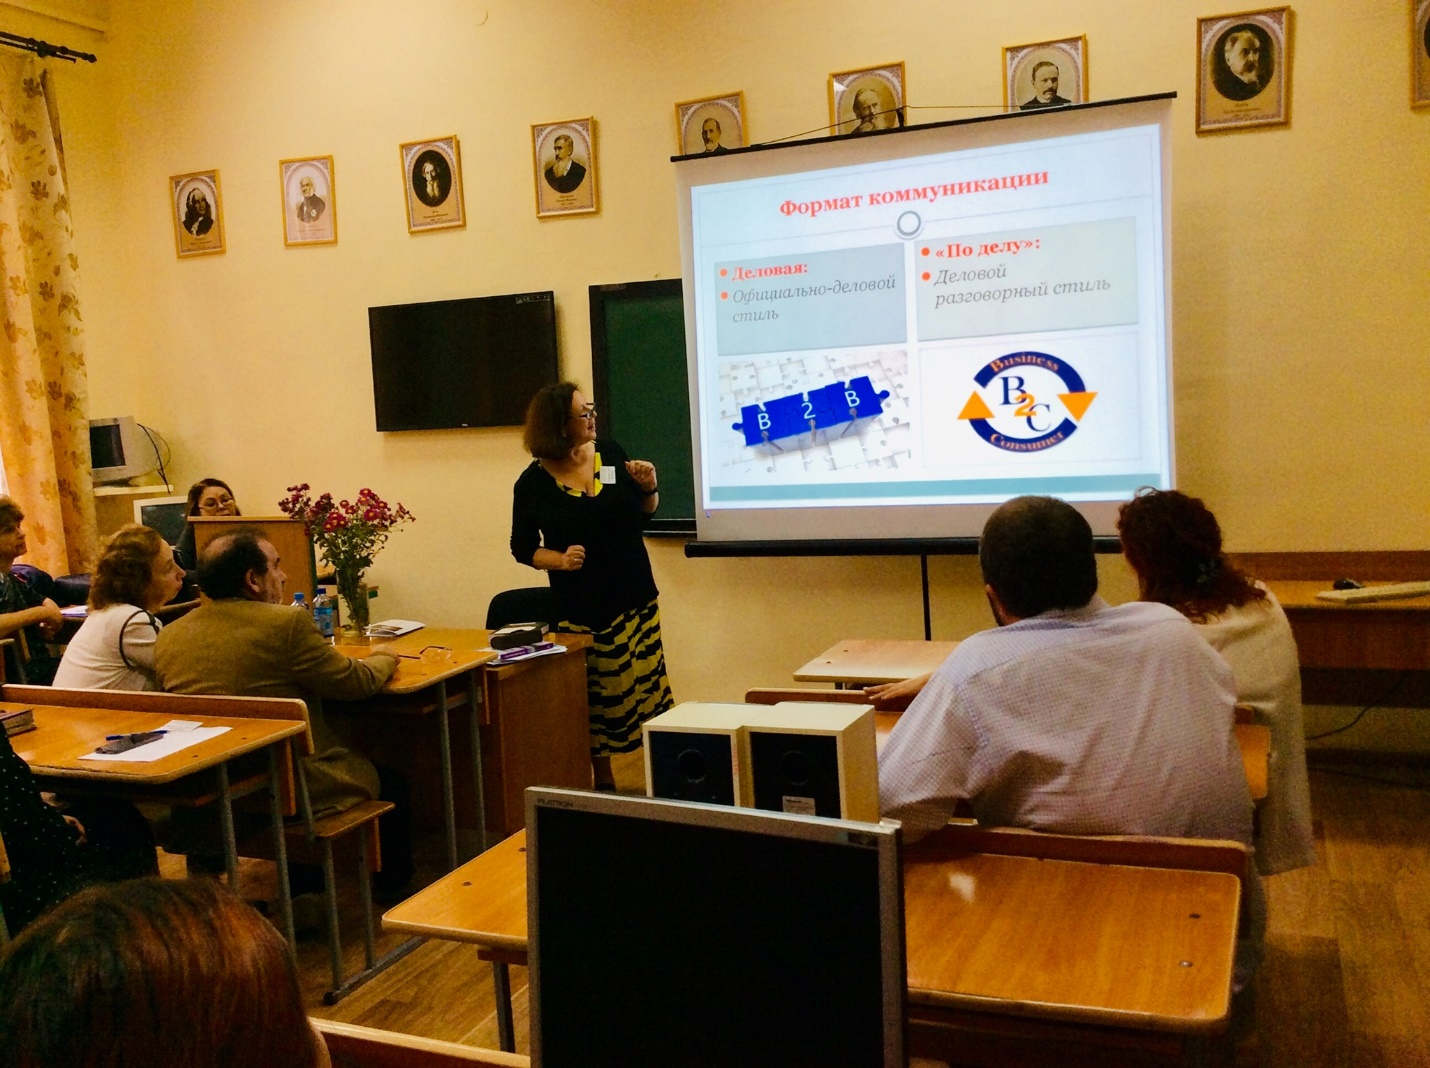 Формат коммуникации
Деловая:
Официально-деловой
стиль
«По делу»:
Деловой
разговорный стиль
B 2 B
Business
B2C
Consumer